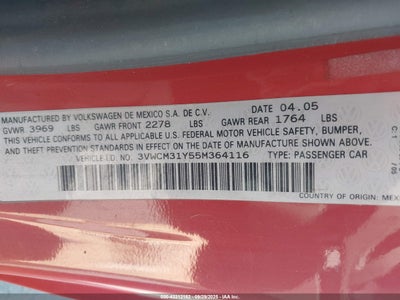 MANUFACTURED BY VOLKSWAGEN DE MEXICO S.A. DE C.V. DATE 04.05
GVWR 3969 LBS GAWR FRONT 2278 LBS GAWR REAR 1764 LBS
THIS VEHICLE CONFORMS TO ALL APPLICABLE U.S. FEDERAL MOTOR VEHICLE SAFETY, BUMPER,
AND THEFT PREVENTION STANDARDS IN EFFECT ON THE DATE OF MANUFACTURE SHOWN ABOVE.
VEHICLE I.D. NO. 3VWCM31Y55M364116 TYPE: PASSENGER CAR
COUNTRY OF ORIGIN: MEX